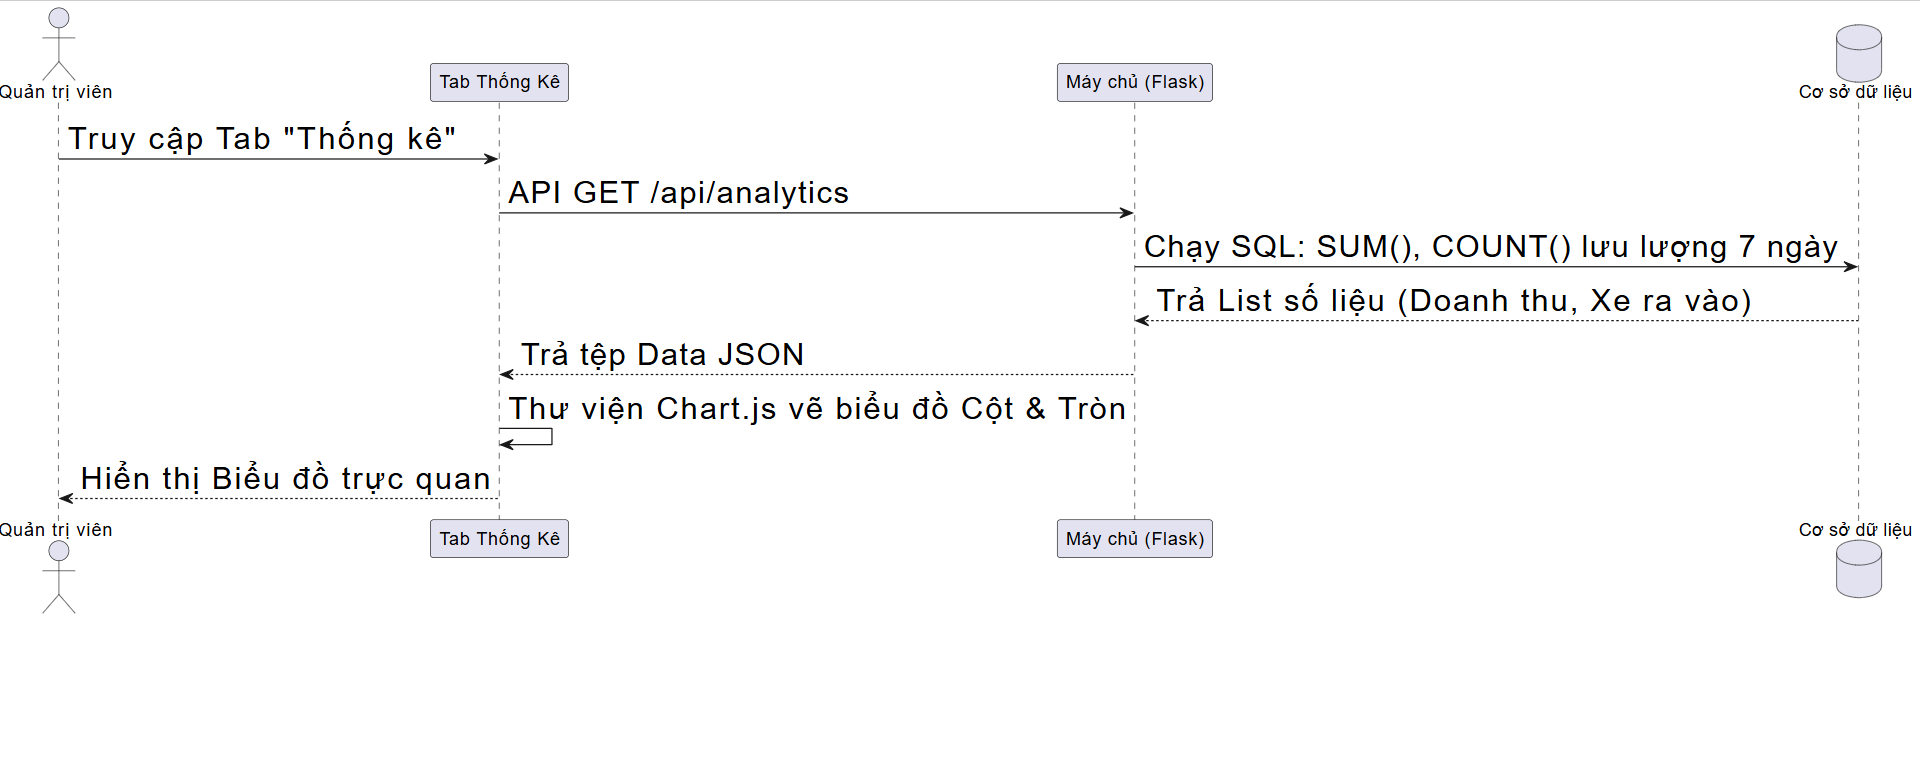 Quản trị viên
Tab Thống Kê
Máy chủ (Flask)
Cơ sở dữ liệu
Truy cập Tab "Thống kê"
API GET /api/analytics
Chạy SQL: SUM(), COUNT() lưu lượng 7 ngày
Trả List số liệu (Doanh thu, Xe ra vào)
Trả tệp Data JSON
Thư viện Chart.js vẽ biểu đồ Cột & Tròn
Hiển thị Biểu đồ trực quan
Quản trị viên
Tab Thống Kê
Máy chủ (Flask)
Cơ sở dữ liệu